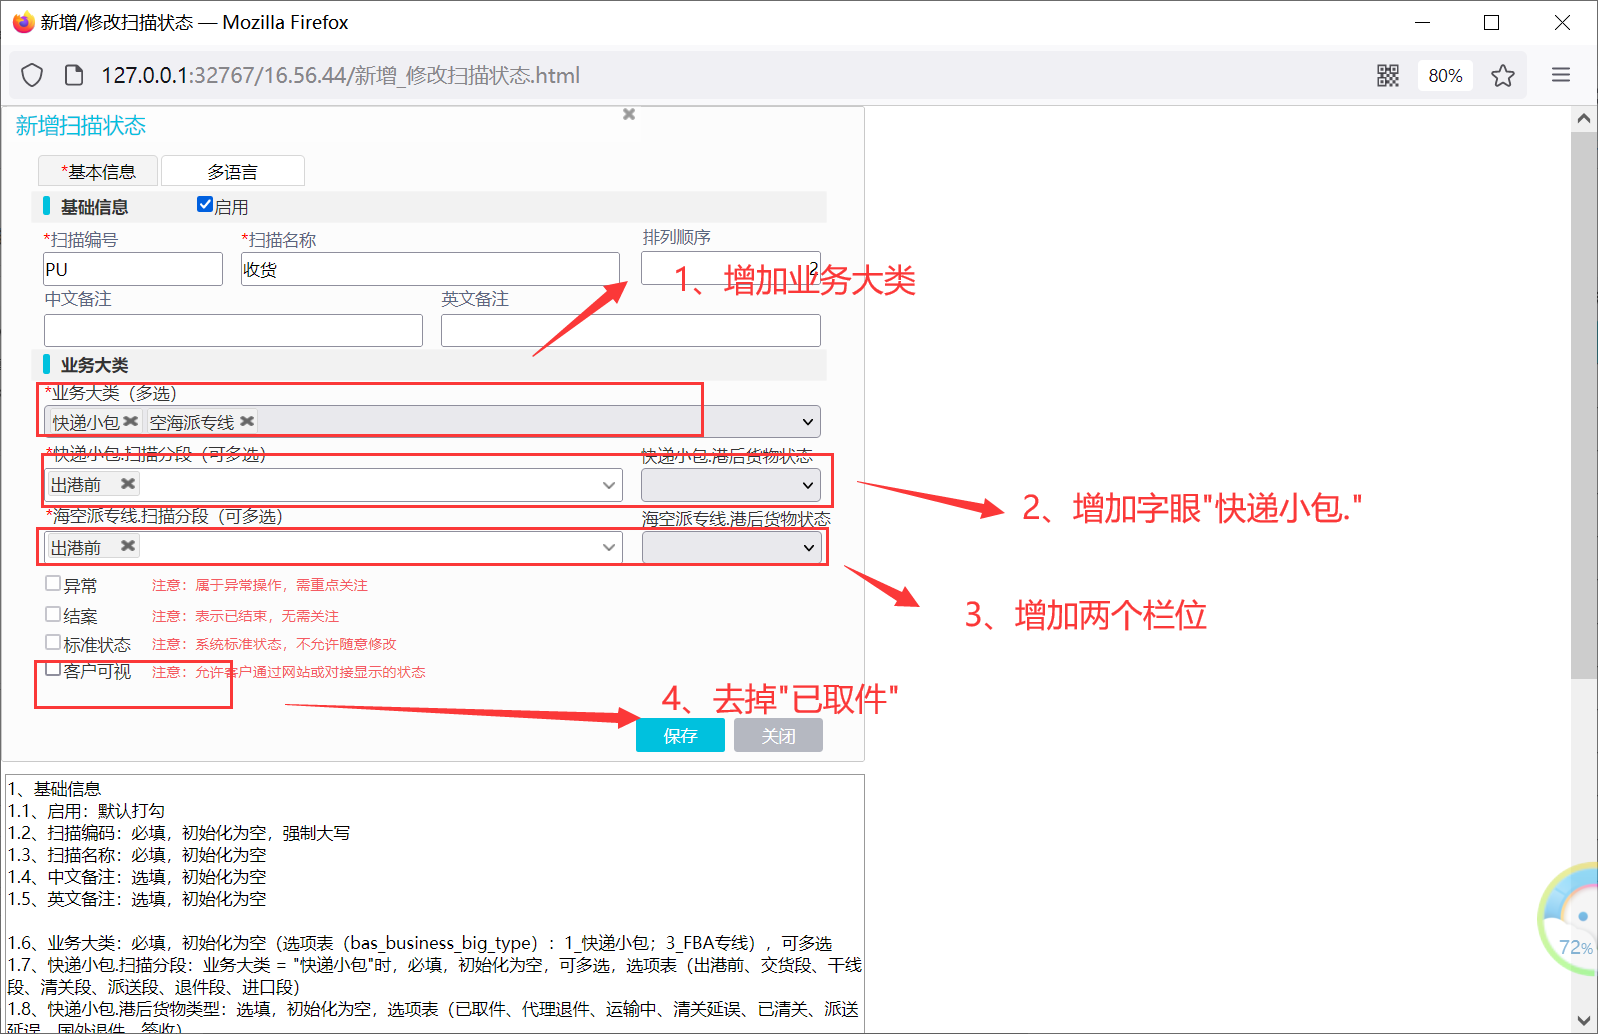 新增/修改扫描状态 — Mozilla Firefox
127.0.0.1:32767/16.56.44/新增_修改扫描状态.html
80%
新增扫描状态
*基本信息 多语言
基础信息 启用
*扫描编号 *扫描名称 排列顺序
PU 收货 2
1、增加业务大类
中文备注 英文备注
业务大类
*业务大类（多选）
快递小包 空海派专线
*快递小包.扫描分段（可多选） 快递小包.港后货物状态
出港前
2、增加字眼"快递小包."
*海空派专线.扫描分段（可多选） 海空派专线.港后货物状态
出港前
异常 注意：属于异常操作，需重点关注
结案 注意：表示已结束，无需关注
3、增加两个栏位
标准状态 注意：系统标准状态，不允许随意修改
客户可视 注意：允许客户通过网站或对接显示的状态
4、去掉"已取件"
保存 关闭
1、基础信息
1.1、启用：默认打勾
1.2、扫描编码：必填，初始化为空，强制大写
1.3、扫描名称：必填，初始化为空
1.4、中文备注：选填，初始化为空
1.5、英文备注：选填，初始化为空
1.6、业务大类：必填，初始化为空（选项表（bas_business_big_type）：1_快递小包；3_FBA专线），可多选
1.7、快递小包.扫描分段：业务大类 = "快递小包"时，必填，初始化为空，可多选，选项表（出港前、交货段、干线
段、清关段、派送段、退件段、进口段）
1.8、快递小包.港后货物类型：选填，初始化为空，选项表（已取件、代理退件、运输中、清关延误、已清关、派送
延误、国外退件、签收）
72%